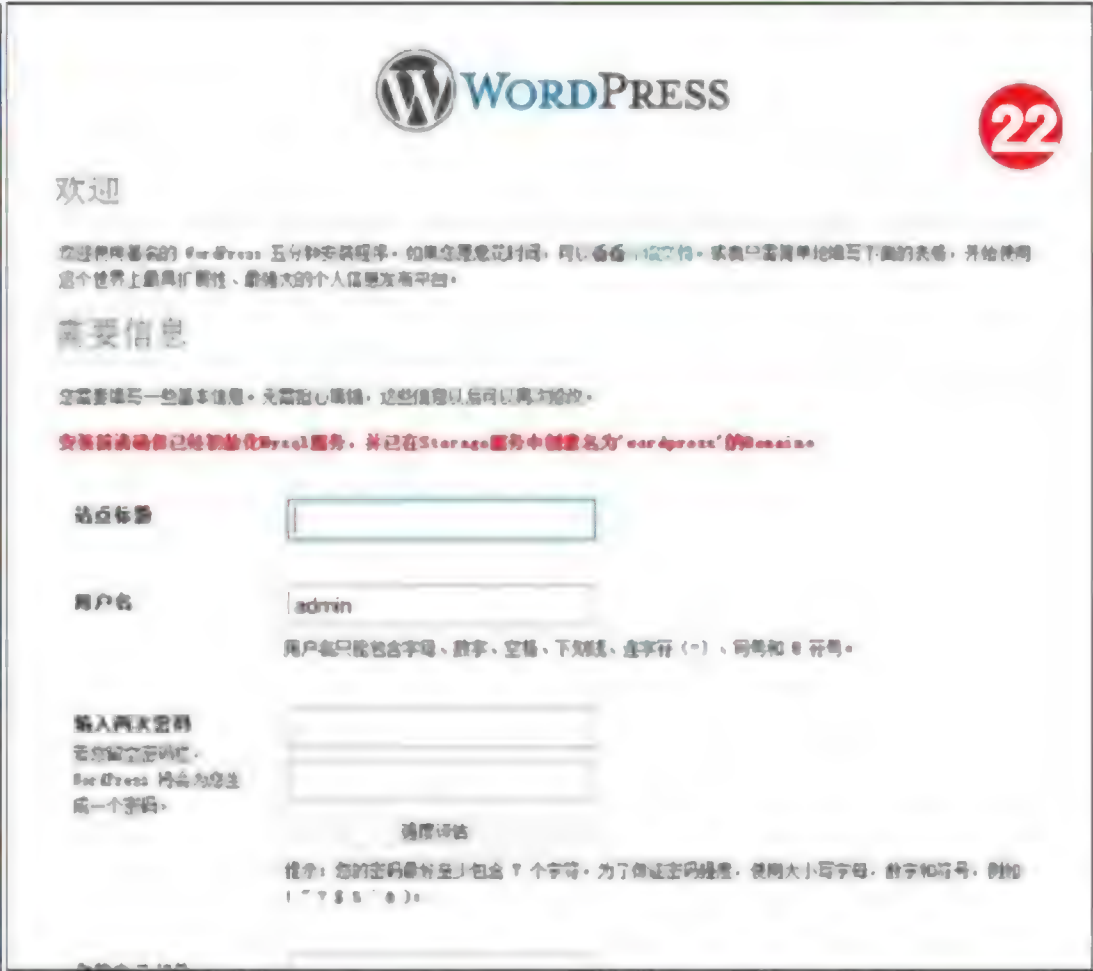 WORDPRESS
22
欢迎
您将使用著名的 WordPress 五分钟安装程序。如果您愿意花时间,可以看看 。或者只需简单地填写下面的表格,开始使用
这个世界上最具扩展性、最强大的个人信息发布平台。
需要信息
您需要填写一些基本信息。无需担心填错,这些信息以后可以再次修改。
安装前请确保已经初始化Mysql服务,并已在Storage服务中创建名为'wordpress'的Domain。
站点标题
用户名
admin
用户名只能包含字母、数字、空格、下划线、连字符(-)、句号和 @ 符号。
输入两次密码
若您留空密码栏,
WordPress 将会为您生
成一个密码。
强度评估
提示:您的密码最好至少包含 7 个字符。为了保证密码强度,使用大小写字母、数字和符号,例如